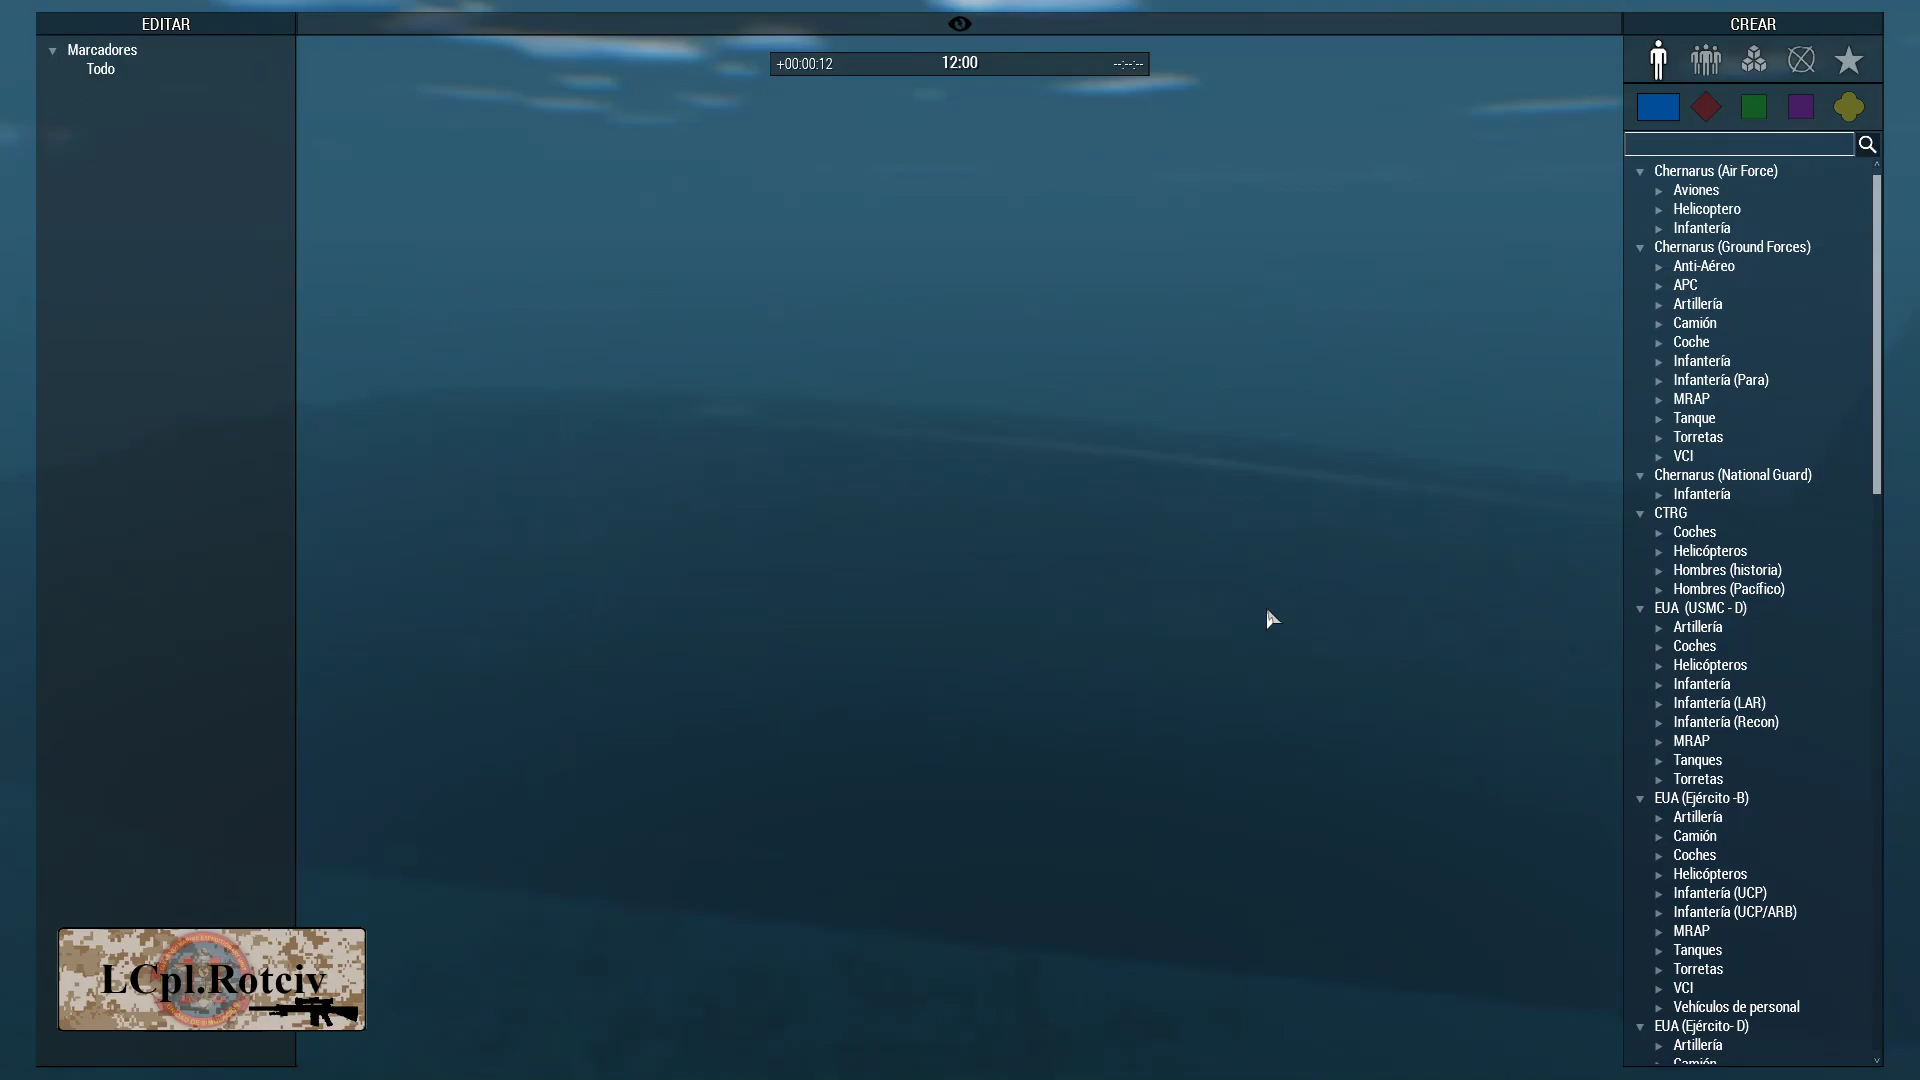 EDITAR
Marcadores
Todo
+00:00:12
12:00
--:--:--
CREAR
Chernarus (Air Force)
Aviones
Helicoptero
Infantería
Chernarus (Ground Forces)
Anti-Aéreo
APC
Artillería
Camión
Coche
Infantería
Infantería (Para)
MRAP
Tanque
Torretas
VCI
Chernarus (National Guard)
Infantería
CTRG
Coches
Helicópteros
Hombres (historia)
Hombres (Pacífico)
EUA (USMC - D)
Artillería
Coches
Helicópteros
Infantería
Infantería (LAR)
Infantería (Recon)
MRAP
Tanques
Torretas
EUA (Ejército -B)
Artillería
Camión
Coches
Helicópteros
Infantería (UCP)
Infantería (UCP/ARB)
MRAP
Tanques
Torretas
VCI
Vehículos de personal
EUA (Ejército- D)
Artillería
Camión
LCpl.Rotciv